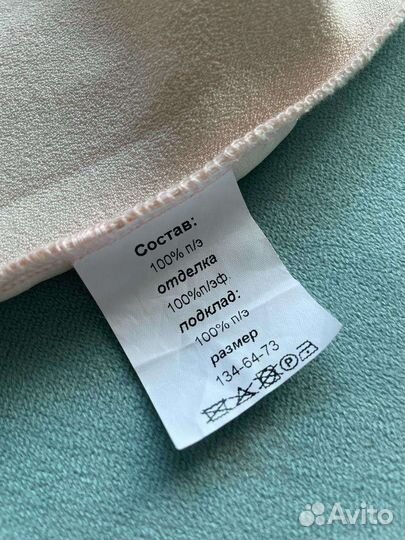 Состав:
100% п/э
отделка
100%п/эф.
подклад:
100% п/э
размер
134-64-73
P
Avito